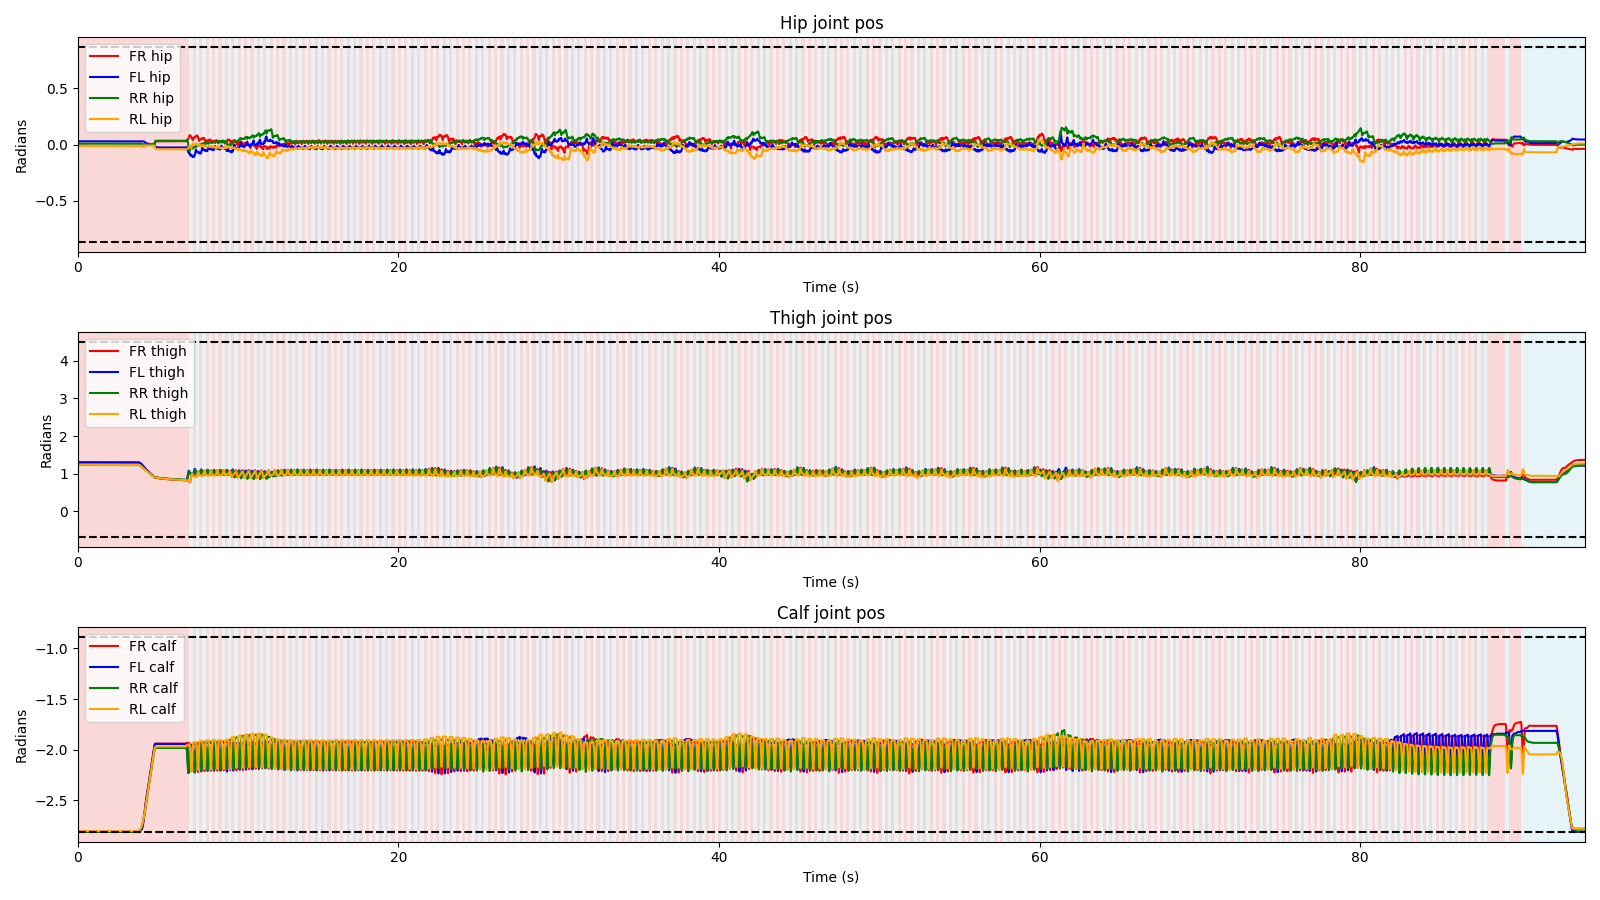 Hip joint pos
FR hip
FL hip
RR hip
RL hip
0.5
0.0
−0.5
Radians
0 20 40 60 80
Time (s)
Thigh joint pos
FR thigh
FL thigh
RR thigh
RL thigh
4
3
2
1
0
Radians
0 20 40 60 80
Time (s)
Calf joint pos
FR calf
FL calf
RR calf
RL calf
−1.0
−1.5
−2.0
−2.5
Radians
0 20 40 60 80
Time (s)